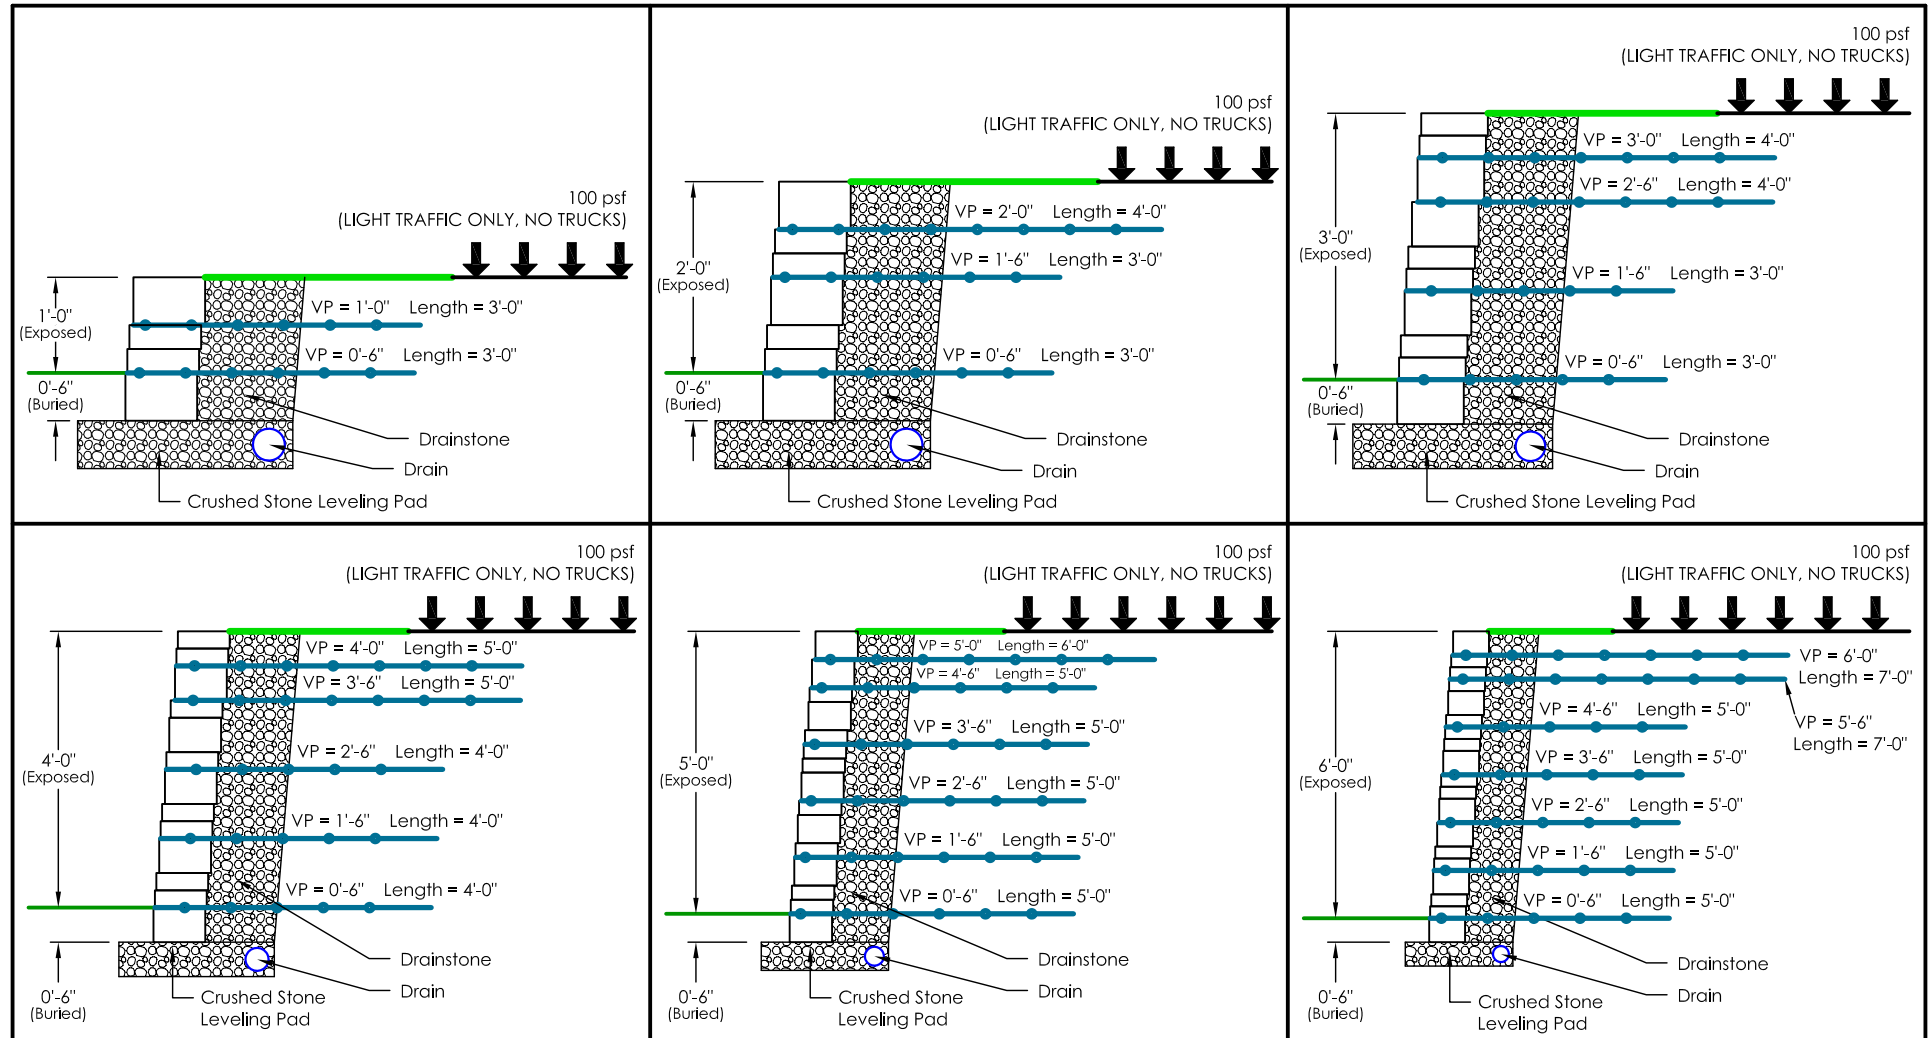 100 psf
(LIGHT TRAFFIC ONLY, NO TRUCKS)
1'-0"
(Exposed)
VP = 1'-0" Length = 3'-0"
VP = 0'-6" Length = 3'-0"
0'-6"
(Buried)
Drainstone
Drain
Crushed Stone Leveling Pad
100 psf
(LIGHT TRAFFIC ONLY, NO TRUCKS)
2'-0"
(Exposed)
VP = 2'-0" Length = 4'-0"
VP = 1'-6" Length = 3'-0"
VP = 0'-6" Length = 3'-0"
0'-6"
(Buried)
Drainstone
Drain
Crushed Stone Leveling Pad
100 psf
(LIGHT TRAFFIC ONLY, NO TRUCKS)
3'-0"
(Exposed)
VP = 3'-0" Length = 4'-0"
VP = 2'-6" Length = 4'-0"
VP = 1'-6" Length = 3'-0"
VP = 0'-6" Length = 3'-0"
0'-6"
(Buried)
Drainstone
Drain
Crushed Stone Leveling Pad
100 psf
(LIGHT TRAFFIC ONLY, NO TRUCKS)
4'-0"
(Exposed)
VP = 4'-0" Length = 5'-0"
VP = 3'-6" Length = 5'-0"
VP = 2'-6" Length = 4'-0"
VP = 1'-6" Length = 4'-0"
VP = 0'-6" Length = 4'-0"
0'-6"
(Buried)
Drainstone
Drain
Crushed Stone
Leveling Pad
100 psf
(LIGHT TRAFFIC ONLY, NO TRUCKS)
5'-0"
(Exposed)
VP = 5'-0" Length = 6'-0"
VP = 4'-6" Length = 5'-0"
VP = 3'-6" Length = 5'-0"
VP = 2'-6" Length = 5'-0"
VP = 1'-6" Length = 5'-0"
VP = 0'-6" Length = 5'-0"
0'-6"
(Buried)
Drainstone
Drain
Crushed Stone
Leveling Pad
100 psf
(LIGHT TRAFFIC ONLY, NO TRUCKS)
6'-0"
(Exposed)
VP = 6'-0"
Length = 7'-0"
VP = 5'-6"
Length = 7'-0"
VP = 4'-6" Length = 5'-0"
VP = 3'-6" Length = 5'-0"
VP = 2'-6" Length = 5'-0"
VP = 1'-6" Length = 5'-0"
VP = 0'-6" Length = 5'-0"
0'-6"
(Buried)
Drainstone
Drain
Crushed Stone
Leveling Pad